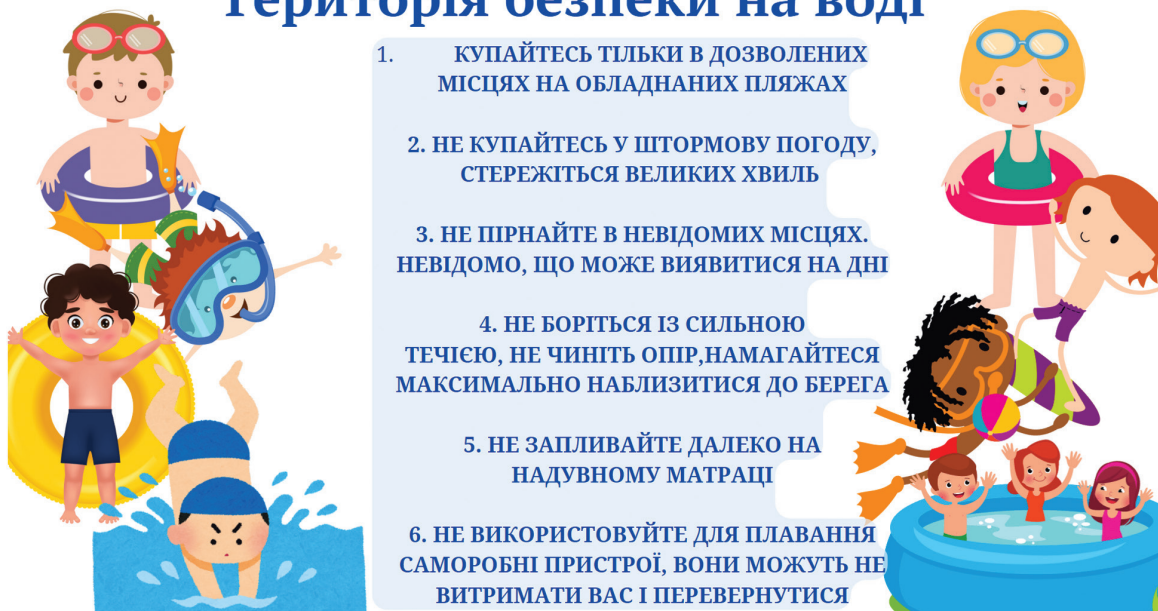 Територія безпеки на воді
1. КУПАЙТЕСЬ ТІЛЬКИ В ДОЗВОЛЕНИХ
МІСЦЯХ НА ОБЛАДНАНИХ ПЛЯЖАХ
2. НЕ КУПАЙТЕСЬ У ШТОРМОВУ ПОГОДУ,
СТЕРЕЖІТЬСЯ ВЕЛИКИХ ХВИЛЬ
3. НЕ ПІРНАЙТЕ В НЕВІДОМИХ МІСЦЯХ.
НЕВІДОМО, ЩО МОЖЕ ВИЯВИТИСЯ НА ДНІ
4. НЕ БОРІТЬСЯ ІЗ СИЛЬНОЮ
ТЕЧІЄЮ, НЕ ЧИНІТЬ ОПІР,НАМАГАЙТЕСЯ
МАКСИМАЛЬНО НАБЛИЗИТИСЯ ДО БЕРЕГА
5. НЕ ЗАПЛИВАЙТЕ ДАЛЕКО НА
НАДУВНОМУ МАТРАЦІ
6. НЕ ВИКОРИСТОВУЙТЕ ДЛЯ ПЛАВАННЯ
САМОРОБНІ ПРИСТРОЇ, ВОНИ МОЖУТЬ НЕ
ВИТРИМАТИ ВАС І ПЕРЕВЕРНУТИСЯ